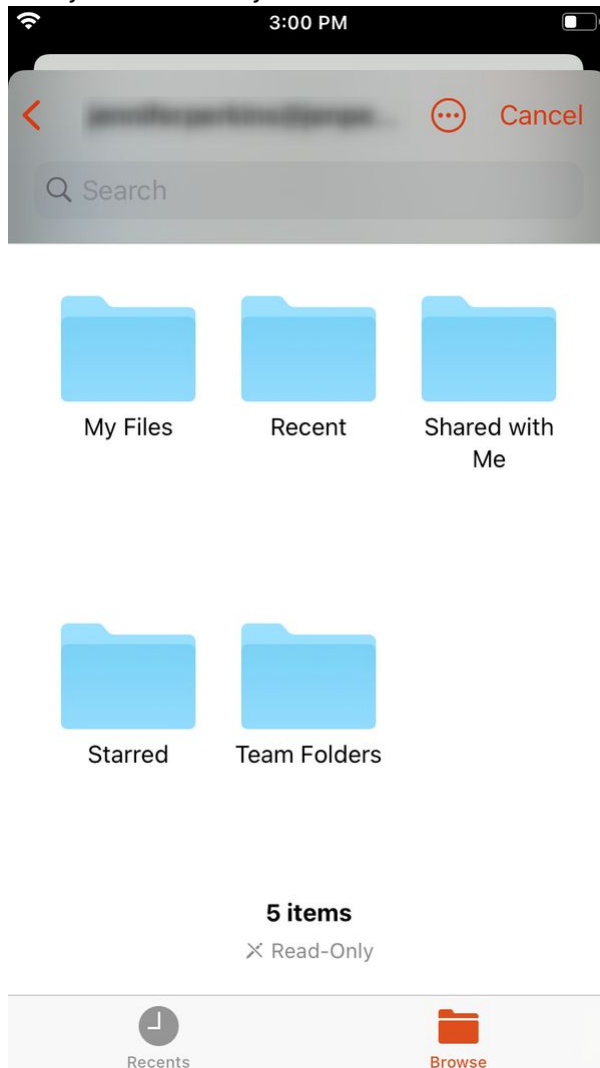 3:00 PM
Cancel
Search
My Files
Recent
Shared with
Me
Starred
Team Folders
5 items
Read-Only
Recents
Browse